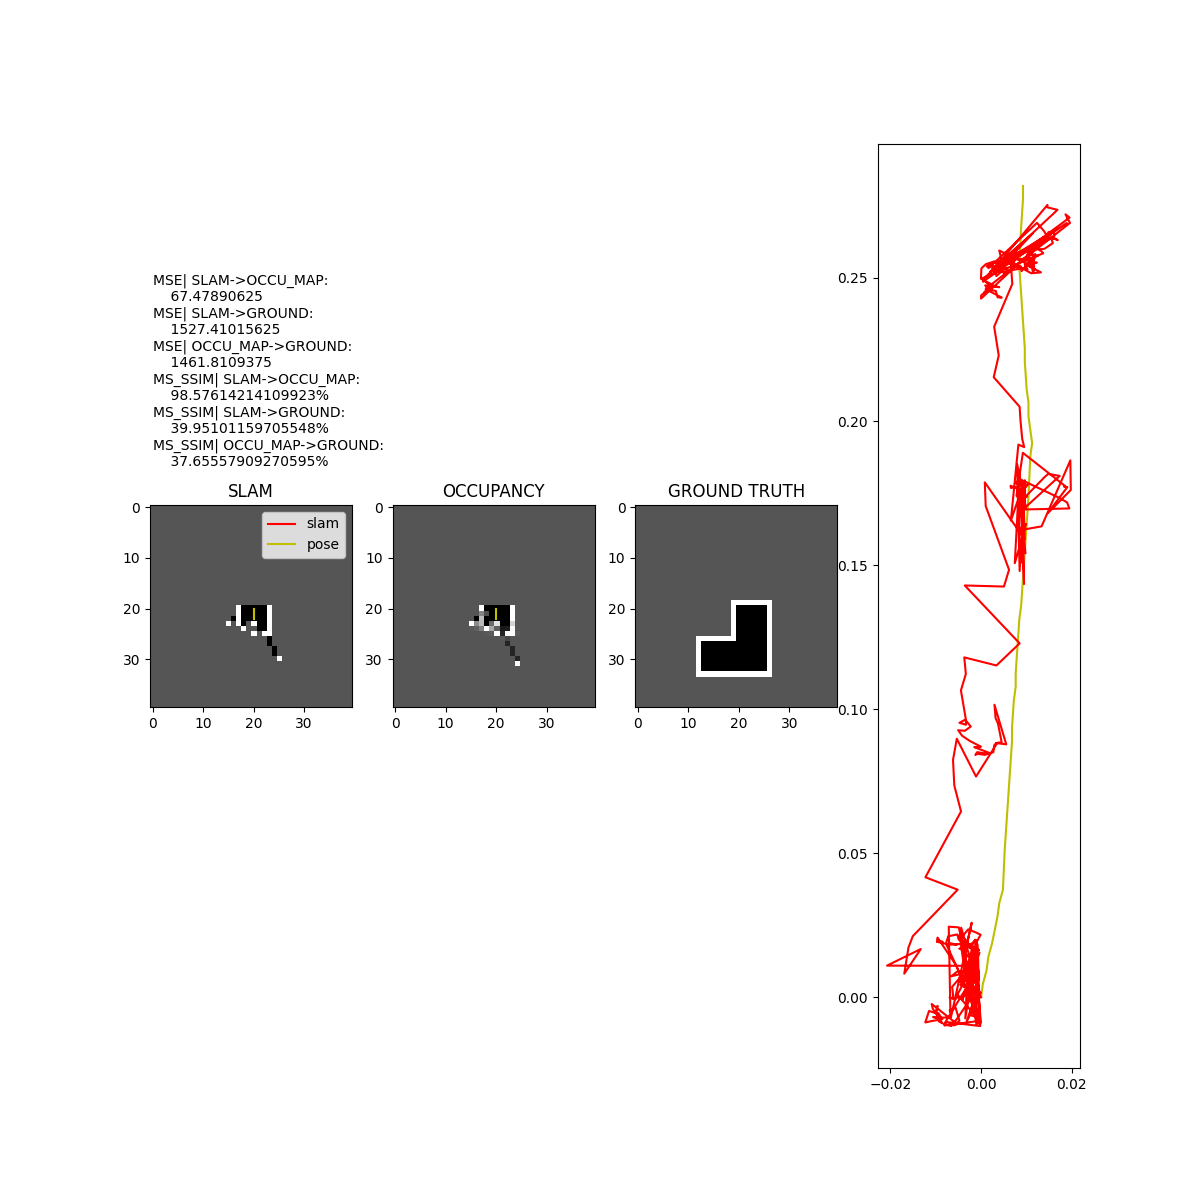 MSE| SLAM->OCCU_MAP:
67.47890625
MSE| SLAM->GROUND:
1527.41015625
MSE| OCCU_MAP->GROUND:
1461.8109375
MS_SSIM| SLAM->OCCU_MAP:
98.57614214109923%
MS_SSIM| SLAM->GROUND:
39.95101159705548%
MS_SSIM| OCCU_MAP->GROUND:
37.65557909270595%
SLAM
slam
pose
0
10
20
30
0 10 20 30
OCCUPANCY
0
10
20
30
0 10 20 30
GROUND TRUTH
0
10
20
30
0 10 20 30
0.25
0.20
0.15
0.10
0.05
0.00
−0.02 0.00 0.02